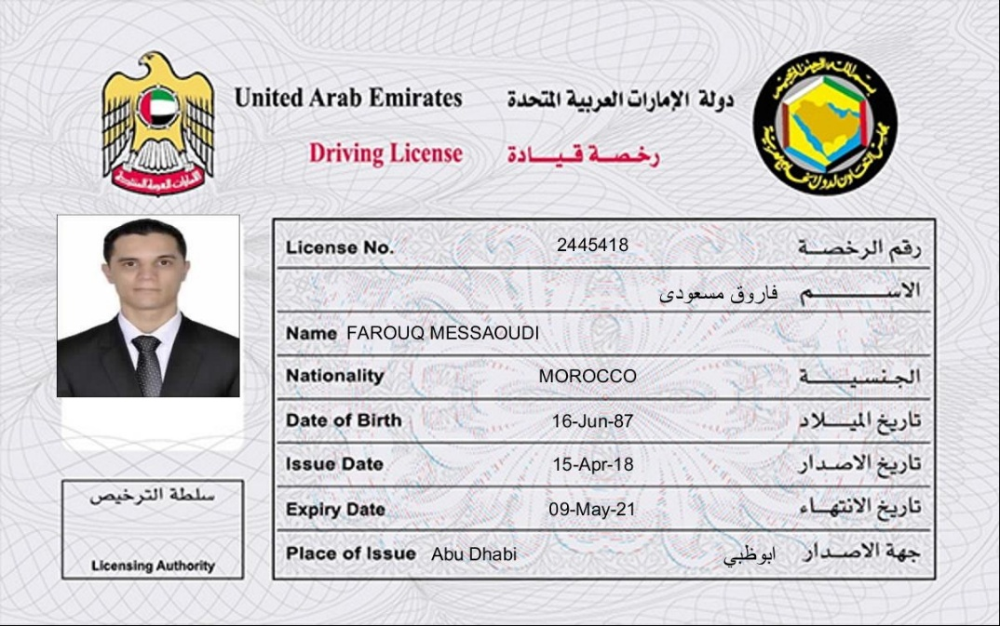 United Arab Emirates دولة الإمارات العربية المتحدة
Driving License رخصة قيادة
License No. 2445418 رقم الرخصة
الاسم فاروق مسعودى
Name FAROUQ MESSAOUDI
Nationality MOROCCO الجنسية
Date of Birth 16-Jun-87 تاريخ الميلاد
Issue Date 15-Apr-18 تاريخ الاصدار
Expiry Date 09-May-21 تاريخ الانتهاء
Place of Issue Abu Dhabi ابوظبي جهة الاصدار
سلطة الترخيص
Licensing Authority